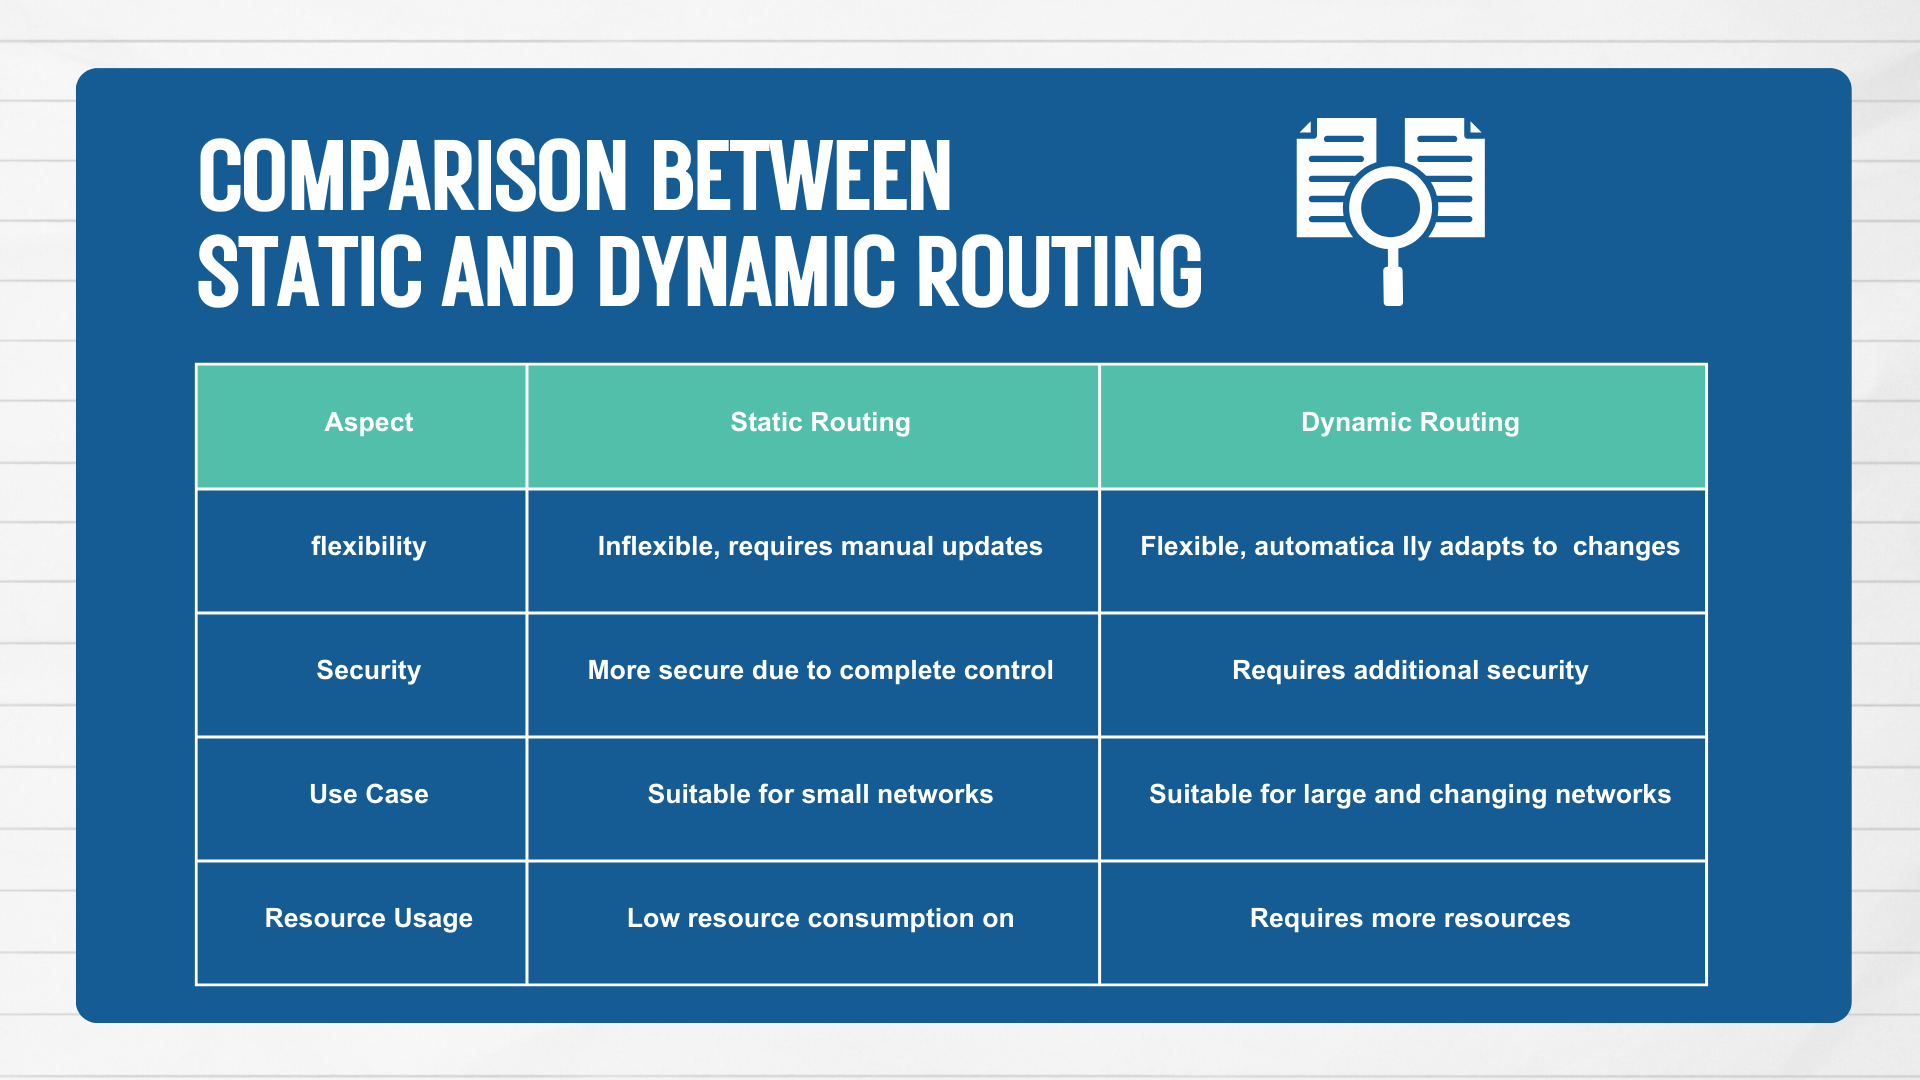 COMPARISON BETWEEN
STATIC AND DYNAMIC ROUTING
Aspect
Static Routing
Dynamic Routing
flexibility
Inflexible, requires manual updates
Flexible, automatica lly adapts to  changes
Security
More secure due to complete control
Requires additional security
Use Case
Suitable for small networks
Suitable for large and changing networks
Resource Usage
Low resource consumption on
Requires more resources